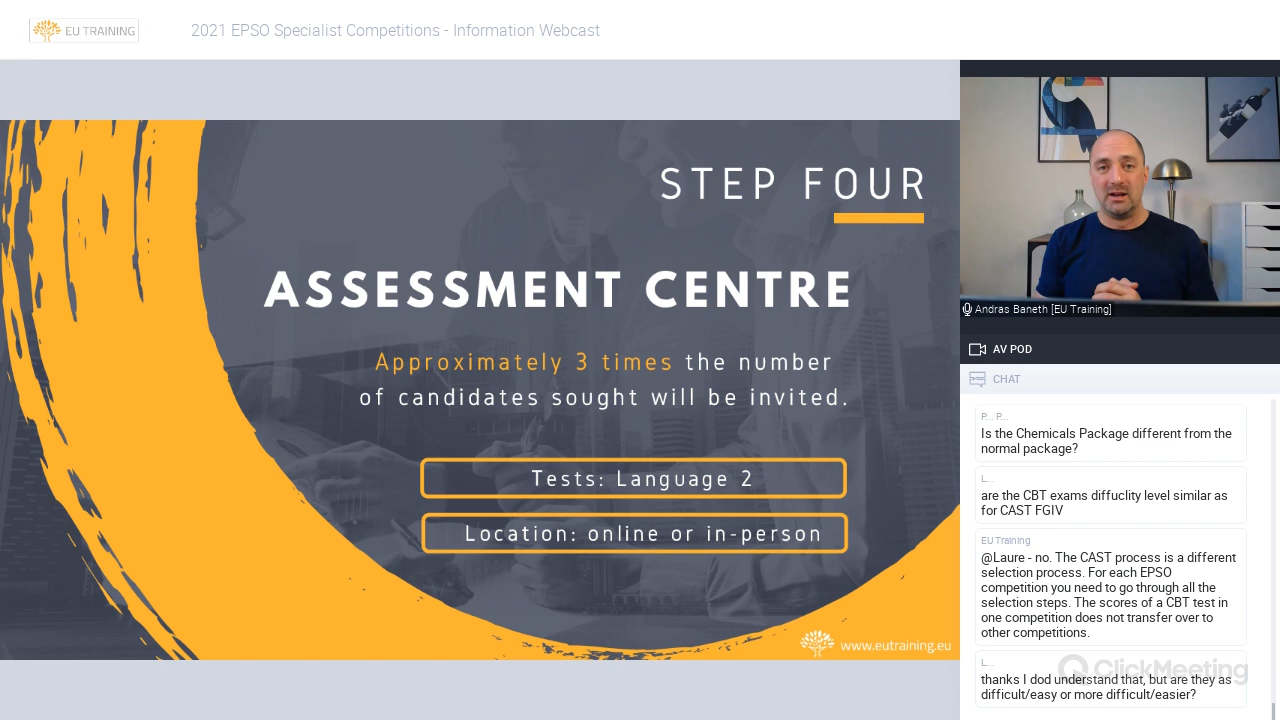 EU TRAINING
2021 EPSO Specialist Competitions - Information Webcast
STEP FOUR
ASSESSMENT CENTRE
Approximately 3 times the number
of candidates sought will be invited.
Tests: Language 2
Location: online or in-person
www.eutraining.eu
Andras Baneth [EU Training]
AV POD
CHAT
P... P...
Is the Chemicals Package different from the
normal package?
L...
are the CBT exams diffuclity level similar as
for CAST FGIV
EU Training
@Laure - no. The CAST process is a different
selection process. For each EPSO
competition you need to go through all the
selection steps. The scores of a CBT test in
one competition does not transfer over to
other competitions.
L...
ClickMeeting
thanks I dod understand that, but are they as
difficult/easy or more difficult/easier?